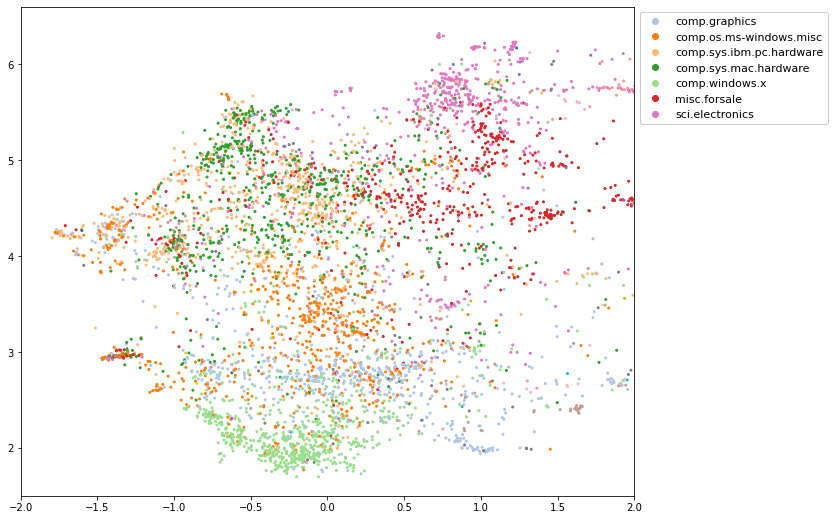 comp.graphics
comp.os.ms-windows.misc
comp.sys.ibm.pc.hardware
comp.sys.mac.hardware
comp.windows.x
misc.forsale
sci.electronics
6
5
4
3
2
-2.0 -1.5 -1.0 -0.5 0.0 0.5 1.0 1.5 2.0